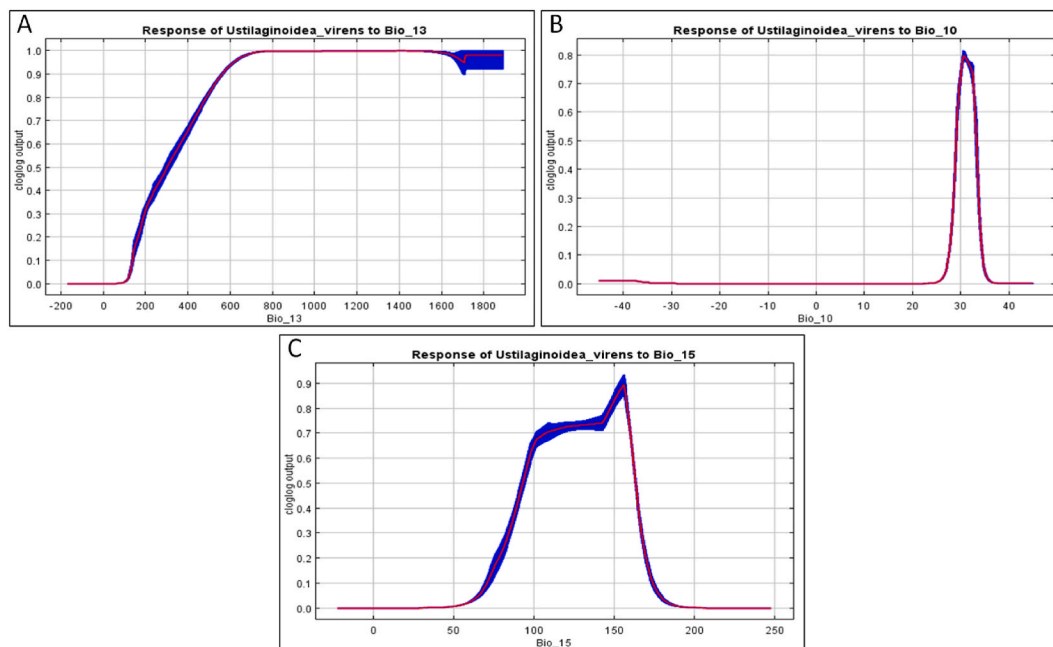 A
Response of Ustilaginoidea_virens to Bio_13
cloglog output
1.0
0.9
0.8
0.7
0.6
0.5
0.4
0.3
0.2
0.1
0.0
-200 0 200 400 600 800 1000 1200 1400 1600 1800
Bio_13
B
Response of Ustilaginoidea_virens to Bio_10
cloglog output
0.8
0.7
0.6
0.5
0.4
0.3
0.2
0.1
0.0
-40 -30 -20 -10 0 10 20 30 40
Bio_10
C
Response of Ustilaginoidea_virens to Bio_15
cloglog output
0.9
0.8
0.7
0.6
0.5
0.4
0.3
0.2
0.1
0.0
0 50 100 150 200 250
Bio_15